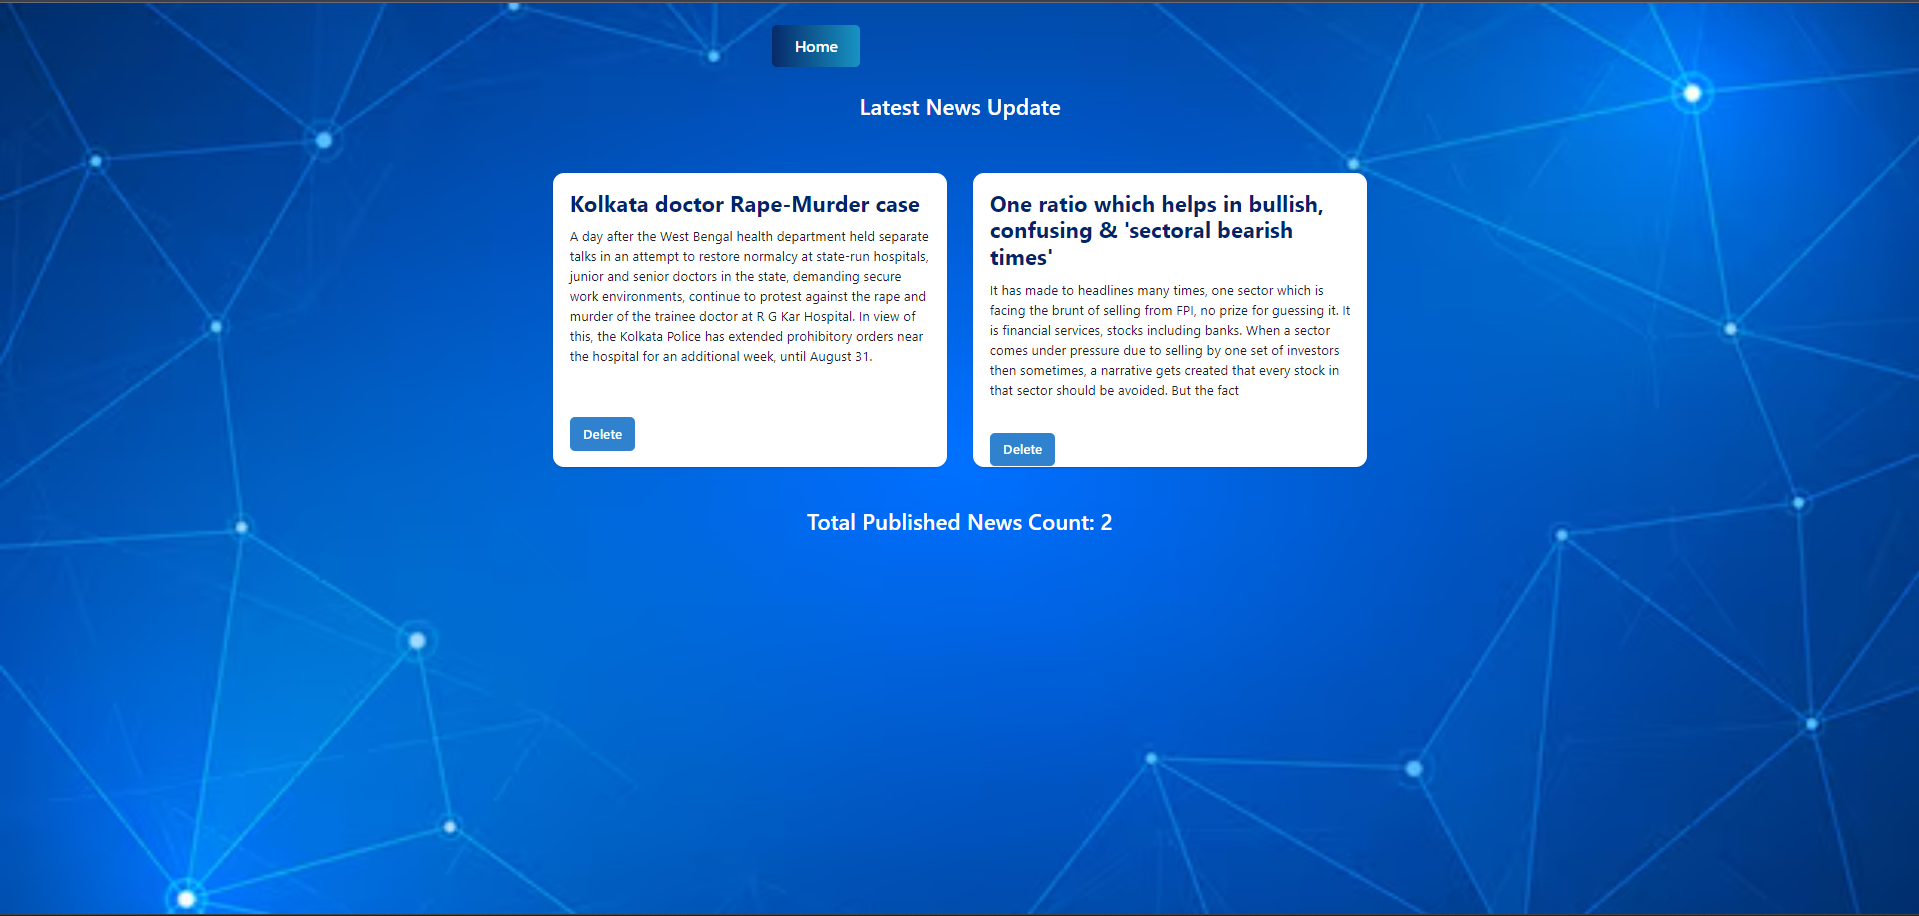 Home
Latest News Update
Kolkata doctor Rape-Murder case
A day after the West Bengal health department held separate
talks in an attempt to restore normalcy at state-run hospitals,
junior and senior doctors in the state, demanding secure
work environments, continue to protest against the rape and
murder of the trainee doctor at R G Kar Hospital. In view of
this, the Kolkata Police has extended prohibitory orders near
the hospital for an additional week, until August 31.
Delete
One ratio which helps in bullish,
confusing & 'sectoral bearish
times'
It has made to headlines many times, one sector which is
facing the brunt of selling from FPI, no prize for guessing it. It
is financial services, stocks including banks. When a sector
comes under pressure due to selling by one set of investors
then sometimes, a narrative gets created that every stock in
that sector should be avoided. But the fact
Delete
Total Published News Count: 2